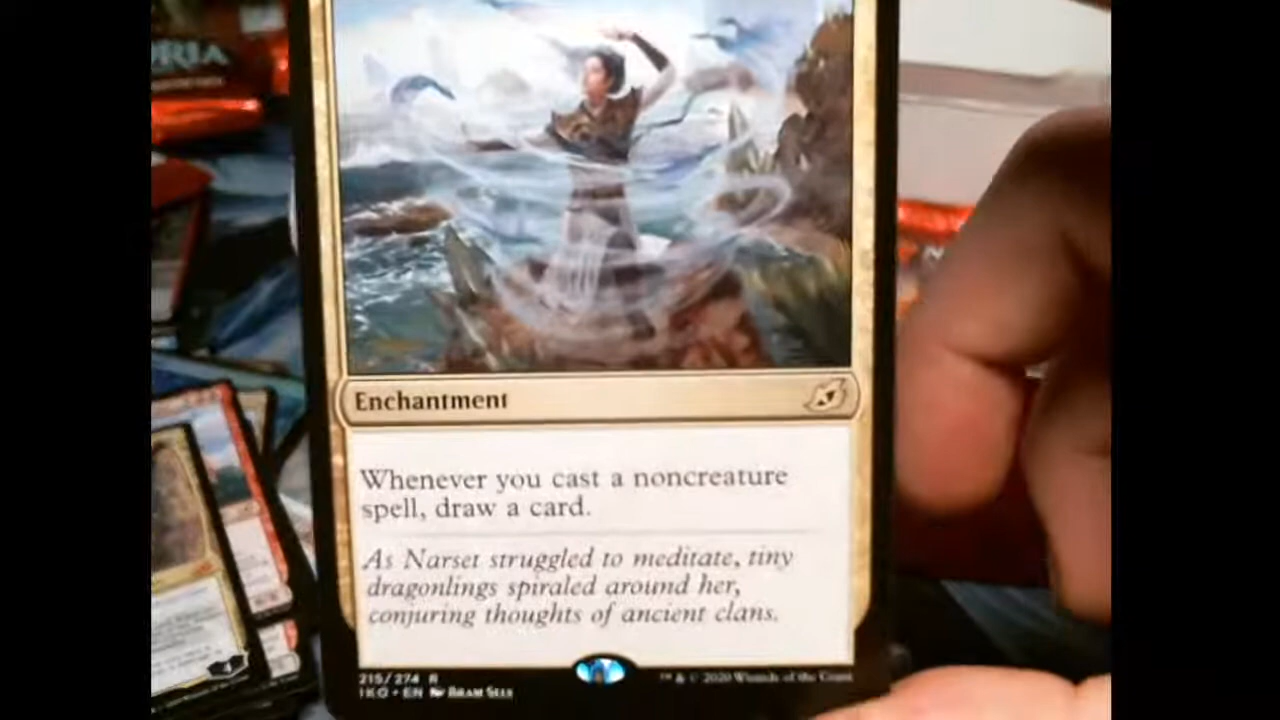 ORIA
Enchantment
Whenever you cast a noncreature
spell, draw a card.
As Narset struggled to meditate, tiny
dragonlings spiraled around her,
conjuring thoughts of ancient clans.
215/274 R
IKO • EN Bram Sels
™ & © 2020 Wizards of the Coast